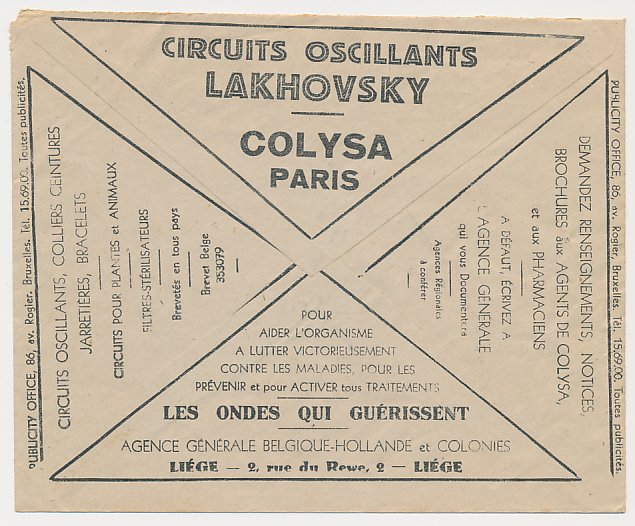 CIRCUITS OSCILLANTS
LAKHOVSKY
COLYSA
PARIS
PUBLICITY OFFICE, 86, av. Rogier, Bruxelles. Tél. 15.69.00. Toutes publicités.
CIRCUITS OSCILLANTS, COLLIERS CEINTURES
JARRETIÈRES, BRACELETS
CIRCUITS POUR PLANTES et ANIMAUX
FILTRES-STÉRILISATEURS
Brevetés en tous pays
Brevet Belge
353079
PUBLICITY OFFICE, 86, av. Rogier, Bruxelles. Tél. 15.69.00. Toutes publicités.
DEMANDEZ RENSEIGNEMENTS, NOTICES,
BROCHURES aux AGENTS DE COLYSA,
et aux PHARMACIENS
A DÉFAUT, ÉCRIVEZ A
L'AGENCE GÉNÉRALE
qui vous Documentera
Agences Régionales
à conférer
POUR
AIDER L'ORGANISME
A LUTTER VICTORIEUSEMENT
CONTRE LES MALADIES, POUR LES
PRÉVENIR et pour ACTIVER tous TRAITEMENTS
LES ONDES QUI GUÉRISSENT
AGENCE GÉNÉRALE BELGIQUE-HOLLANDE et COLONIES
LIÉGE — 2, rue du Rewe, 2 — LIÉGE